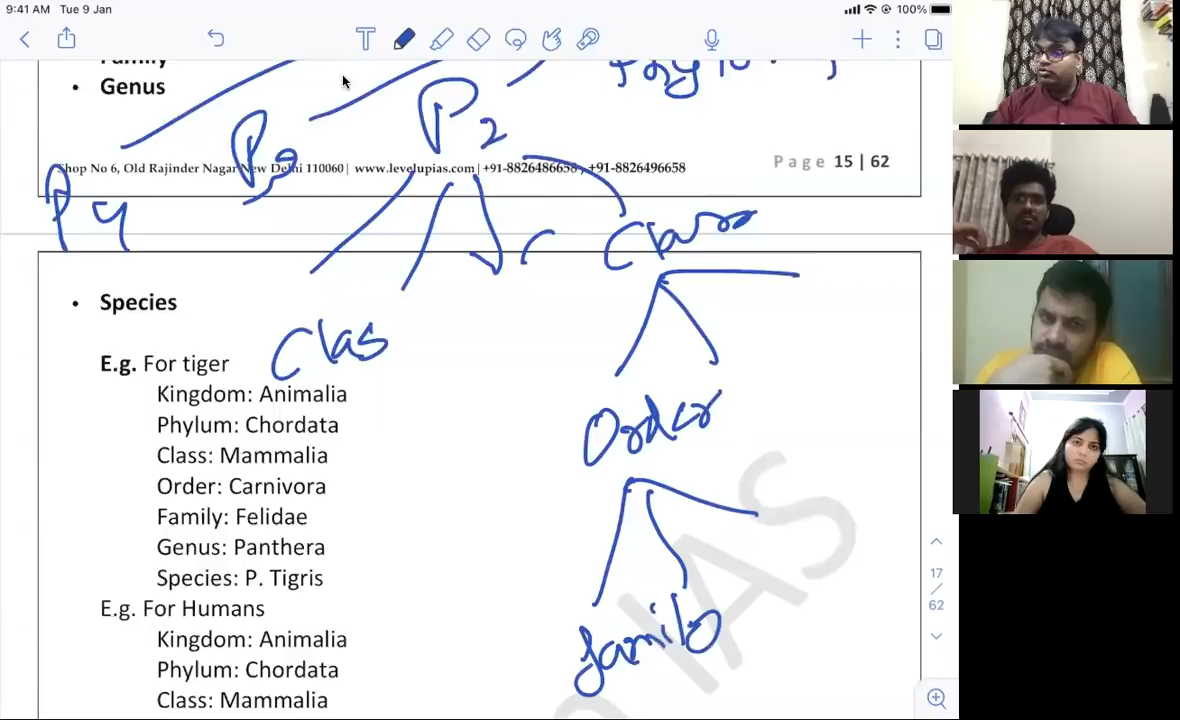 9:41 AM Tue 9 Jan
100%
Family
Genus
P2
P3
P4
Shop No 6, Old Rajinder Nagar New Delhi 110060| www.levelupias.com| +91-8826486658, +91-8826496658
Page 15 | 62
Class
Species
Clas
E.g. For tiger
Kingdom: Animalia
Phylum: Chordata
Class: Mammalia
Order: Carnivora
Family: Felidae
Genus: Panthera
Species: P. Tigris
Order
Family
E.g. For Humans
Kingdom: Animalia
Phylum: Chordata
Class: Mammalia
IAS
17
/
62